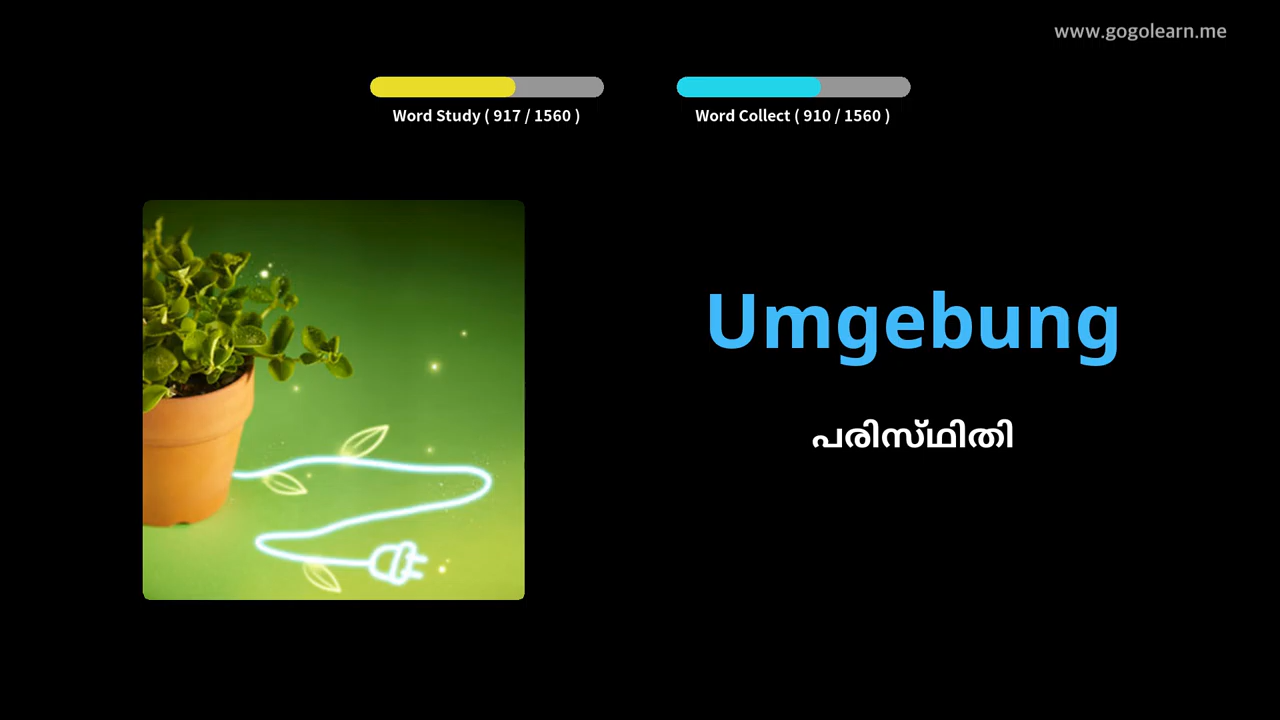 www.gogolearn.me
Word Study ( 917 / 1560 )
Word Collect ( 910 / 1560 )
Umgebung
പരിസ്ഥിതി